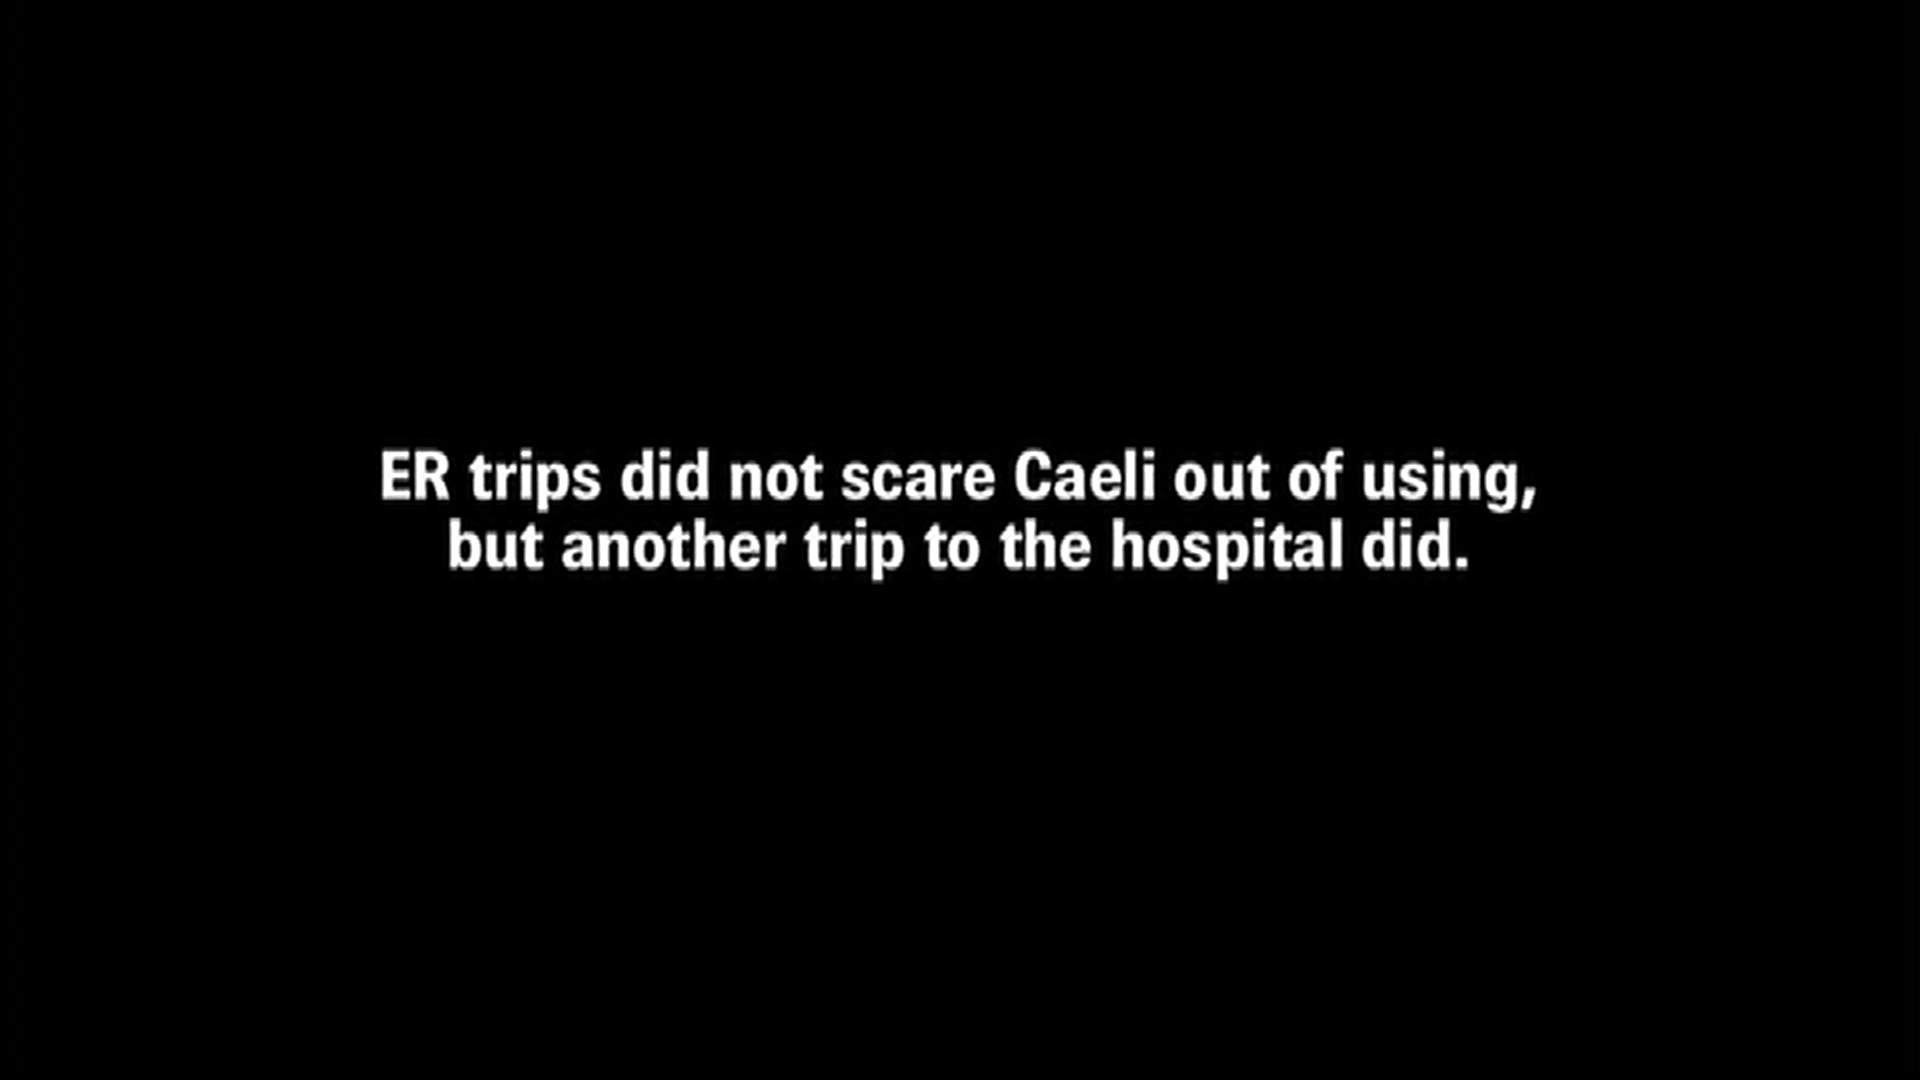 ER trips did not scare Caeli out of using,
but another trip to the hospital did.